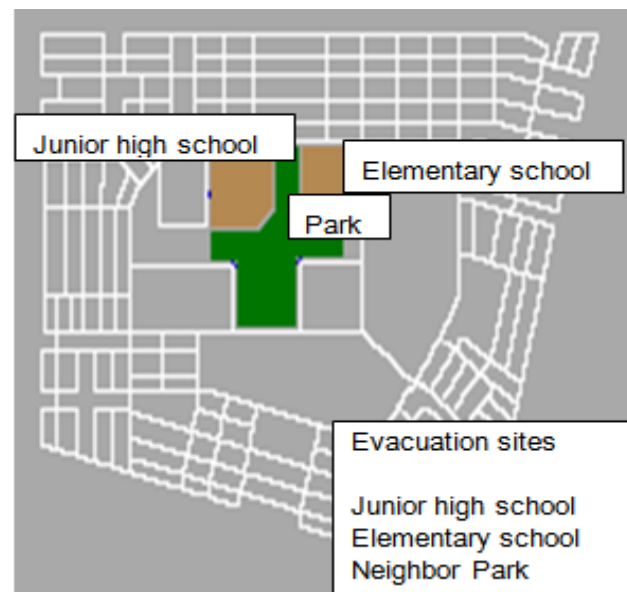 Junior high school
Elementary school
Park
Evacuation sites
Junior high school
Elementary school
Neighbor Park